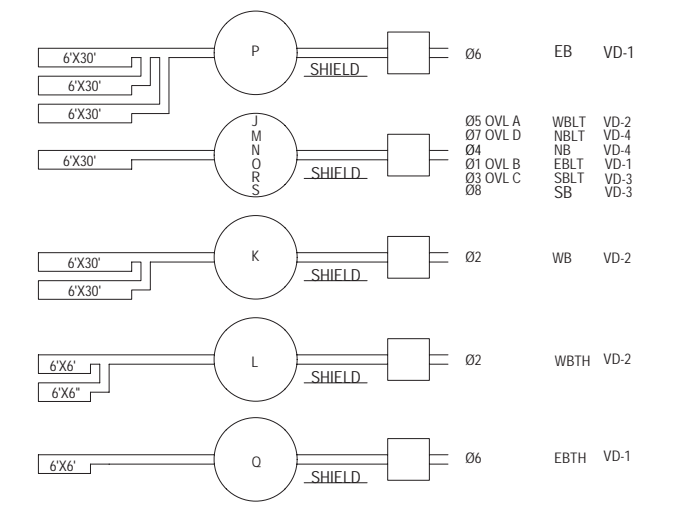 6'X30' P Ø6 EB VD-1
SHIELD
6'X30'
6'X30'
J Ø5 OVL A WBLT VD-2
M Ø7 OVL D NBLT VD-4
N Ø4 NB VD-4
6'X30' O Ø1 OVL B EBLT VD-1
R SHIELD Ø3 OVL C SBLT VD-3
S Ø8 SB VD-3
6'X30' K Ø2 WB VD-2
SHIELD
6'X30'
6'X6' L Ø2 WBTH VD-2
SHIELD
6'X6"
6'X6' Q Ø6 EBTH VD-1
SHIELD